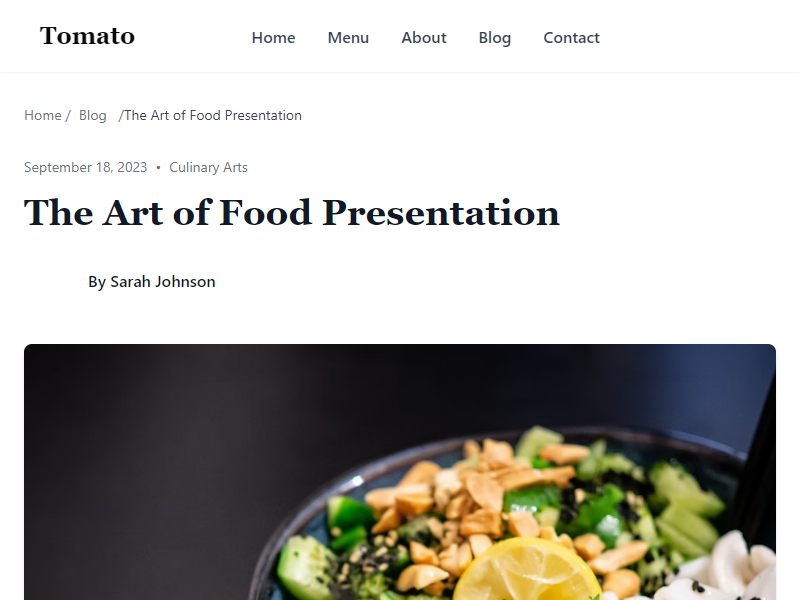 Tomato
Home Menu About Blog Contact
Home / Blog /The Art of Food Presentation
September 18, 2023 • Culinary Arts
The Art of Food Presentation
By Sarah Johnson